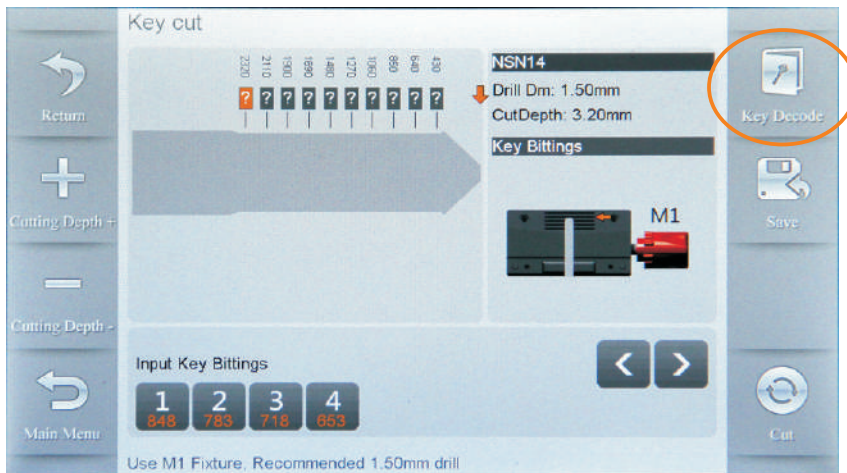 Key cut
2320 2110 1900 1690 1480 1270 1060 850 640 430
? ? ? ? ? ? ? ? ? ?
NSN14
Drill Dm: 1.50mm
CutDepth: 3.20mm
Key Bittings
M1
Return
Cutting Depth +
Cutting Depth -
Main Menu
Key Decode
Save
Cut
Input Key Bittings
1 2 3 4
848 783 718 653
< >
Use M1 Fixture, Recommended 1.50mm drill